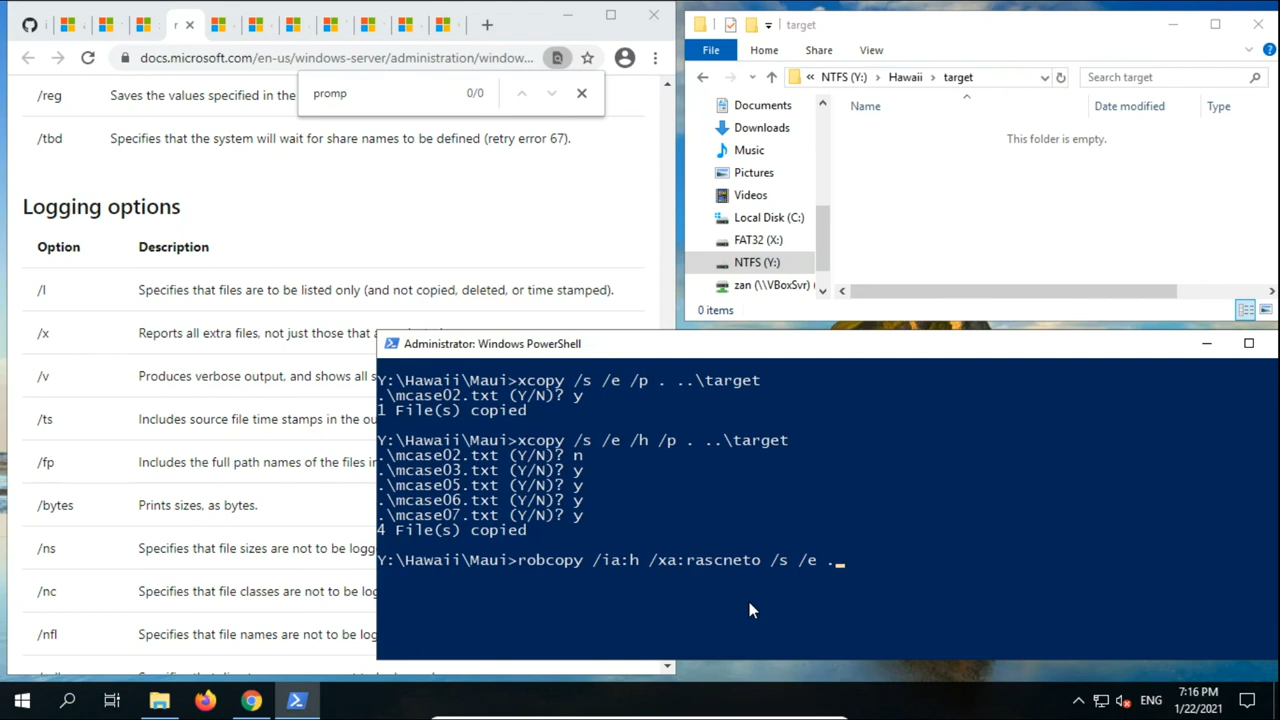 docs.microsoft.com/en-us/windows-server/administration/window...
promp
0/0
/reg Saves the values specified in the
/tbd Specifies that the system will wait for share names to be defined (retry error 67).
Logging options
Option Description
/l Specifies that files are to be listed only (and not copied, deleted, or time stamped).
/x Reports all extra files, not just those that a
/v Produces verbose output, and shows all s
/ts Includes source file time stamps in the ou
/fp Includes the full path names of the files in
/bytes Prints sizes, as bytes.
/ns Specifies that file sizes are not to be log
/nc Specifies that file classes are not to be log
/nfl Specifies that file names are not to be log
target
File Home Share View
« NTFS (Y:) Hawaii target
Search target
Documents
Downloads
Music
Pictures
Videos
Local Disk (C:)
FAT32 (X:)
NTFS (Y:)
zan (\\VBoxSvr) (
Name Date modified Type
This folder is empty.
0 items
Administrator: Windows PowerShell
Y:\Hawaii\Maui>xcopy /s /e /p . ..\target
.\mcase02.txt (Y/N)? y
1 File(s) copied
Y:\Hawaii\Maui>xcopy /s /e /h /p . ..\target
.\mcase02.txt (Y/N)? n
.\mcase03.txt (Y/N)? y
.\mcase05.txt (Y/N)? y
.\mcase06.txt (Y/N)? y
.\mcase07.txt (Y/N)? y
4 File(s) copied
Y:\Hawaii\Maui>robcopy /ia:h /xa:rascneto /s /e .
ENG
7:16 PM
1/22/2021